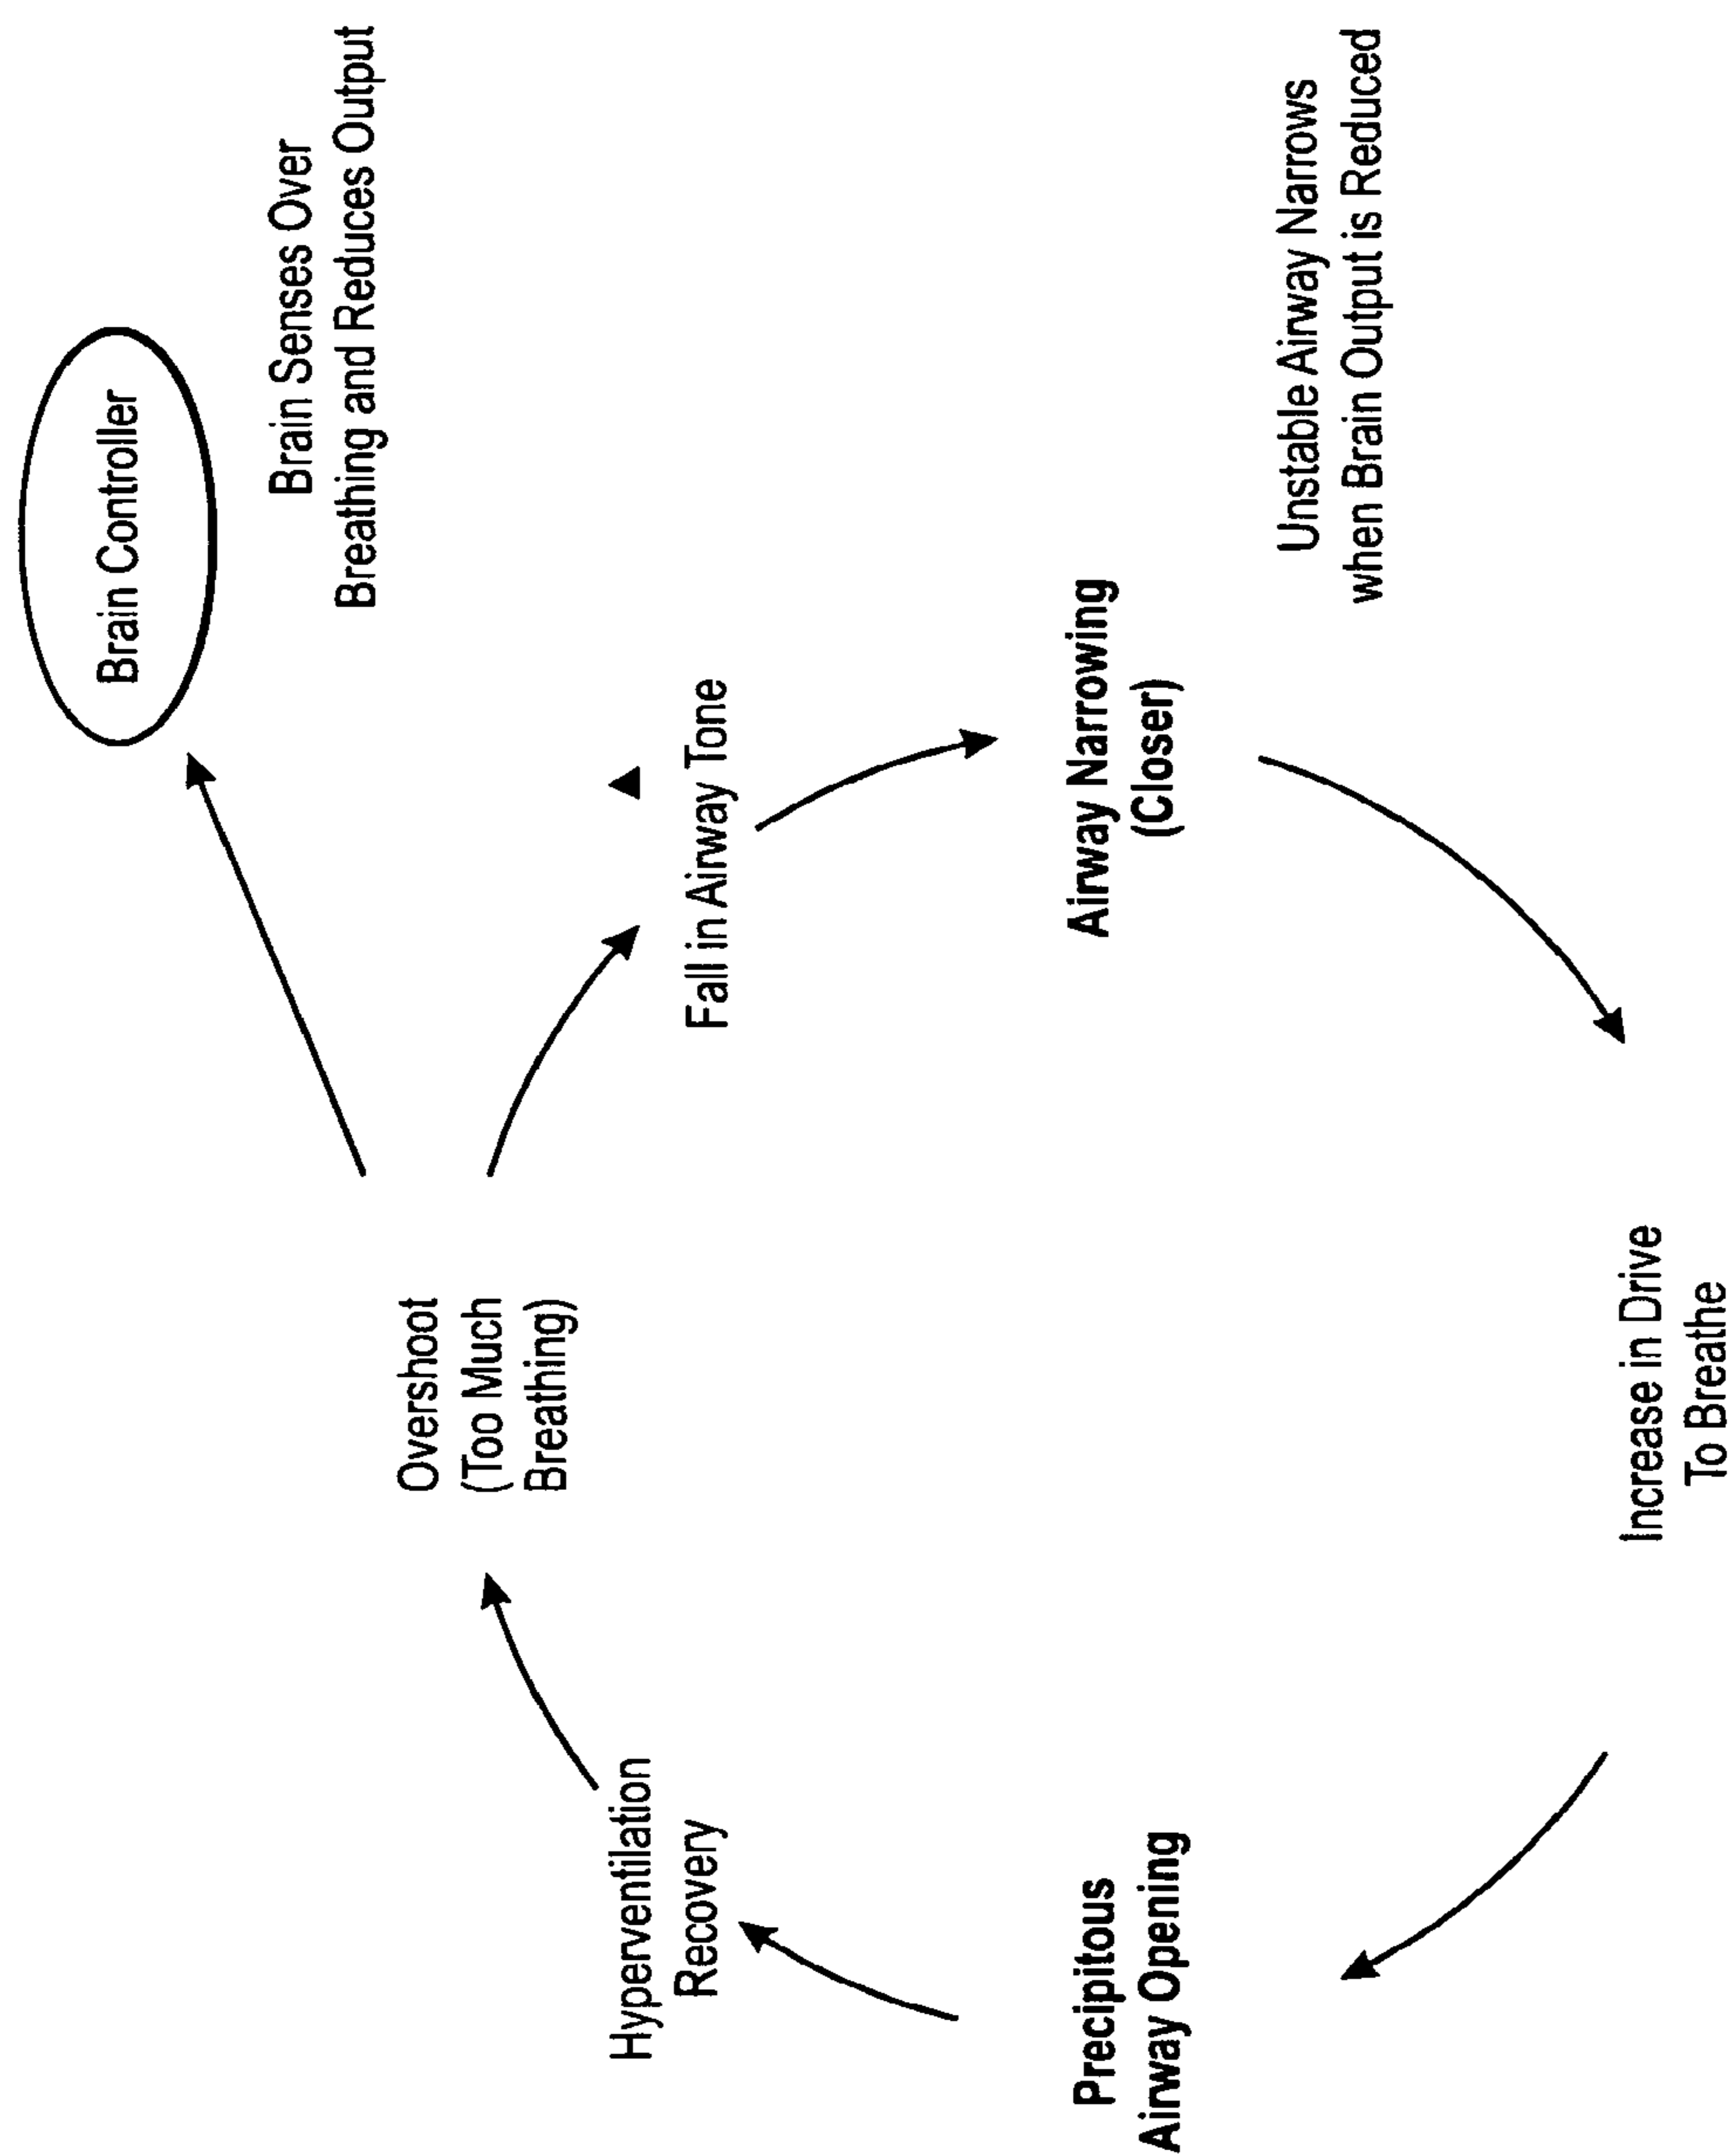 Brain Controller
Brain Senses Over
Breathing and Reduces Output
Overshoot
(Too Much
Breathing)
Hyperventilation
Recovery
Fall in Airway Tone
Precipitous
Airway Opening
Airway Narrowing
(Closer)
Unstable Airway Narrows
when Brain Output is Reduced
Increase in Drive
To Breathe